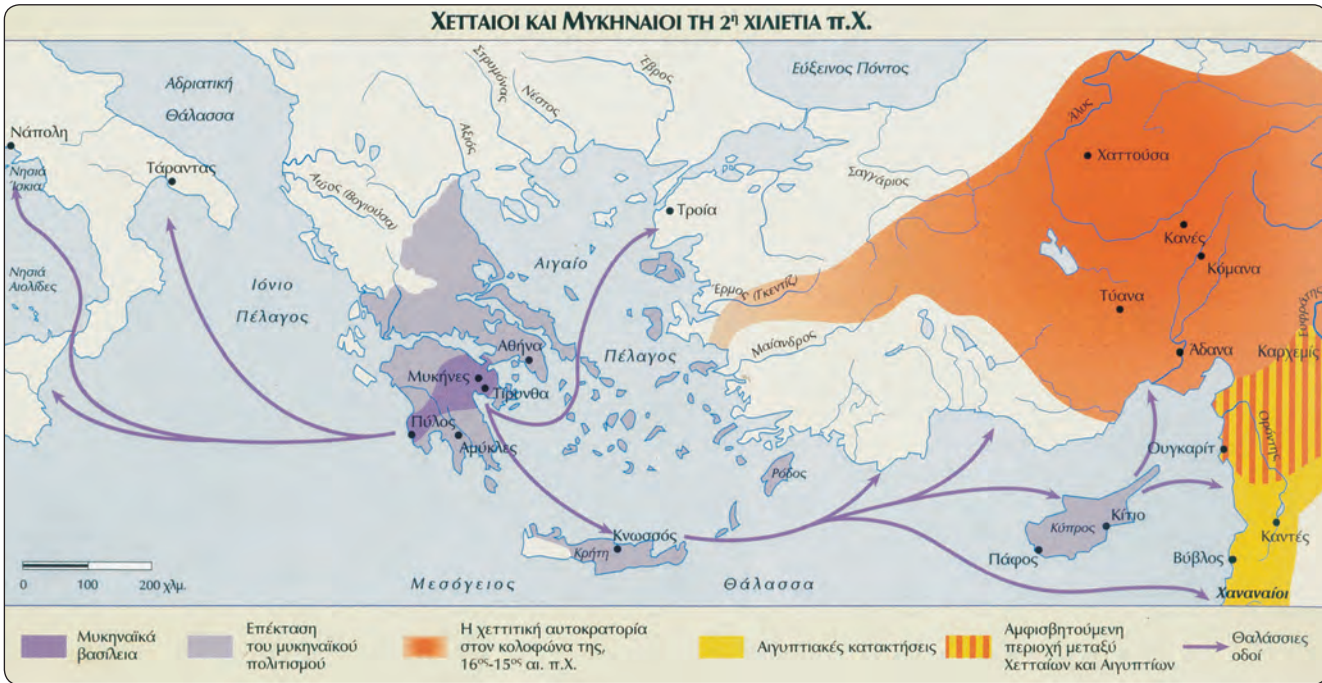 ΧΕΤΤΑΙΟΙ ΚΑΙ ΜΥΚΗΝΑΙΟΙ ΤΗ 2η ΧΙΛΙΕΤΙΑ π.Χ.
Εύξεινος Πόντος
Αδριατική
Θάλασσα
Στρυμόνας
Νέστος
Έβρος
Αξιός
Άλυς
Νάπολη
Νησιά
Ίσκια
Τάραντας
Αώος (Βογιούσα)
Σαγγάριος
Χαττούσα
Τροία
Κανές
Κόμανα
Νησιά
Αιολίδες
Ιόνιο
Πέλαγος
Αιγαίο
Πέλαγος
Έρμος (Γκεντίζ)
Μαίανδρος
Τύανα
Ευφράτης
Άδανα
Καρχεμίς
Αθήνα
Μυκήνες
Τίρυνθα
Πύλος
Αμύκλες
Ουγκαρίτ
Ορόντης
Ρόδος
Κνωσσός
Κρήτη
Κύπρος
Κίτιο
Πάφος
Καντές
Βύβλος
Χαναναίοι
0 100 200 χλμ.
Μεσόγειος Θάλασσα
Μυκηναϊκά
βασίλεια
Επέκταση
του μυκηναϊκού
πολιτισμού
Η χεττιτική αυτοκρατορία
στον κολοφώνα της,
16ος-15ος αι. π.Χ.
Αιγυπτιακές κατακτήσεις
Αμφισβητούμενη
περιοχή μεταξύ
Χετταίων και Αιγυπτίων
Θαλάσσιες
οδοί